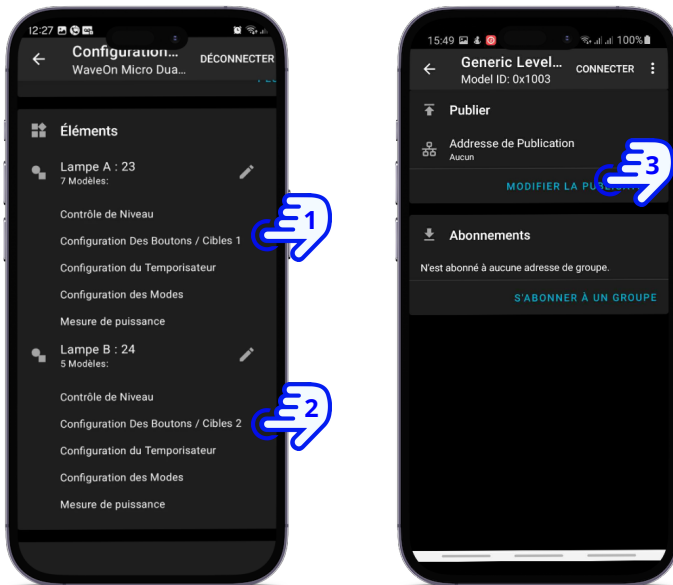 12:27
Configuration...
WaveOn Micro Dua...
DÉCONNECTER
Éléments
Lampe A : 23
7 Modèles:
Contrôle de Niveau
Configuration Des Boutons / Cibles 1
Configuration du Temporisateur
Configuration des Modes
Mesure de puissance
Lampe B : 24
5 Modèles:
Contrôle de Niveau
Configuration Des Boutons / Cibles 2
Configuration du Temporisateur
Configuration des Modes
Mesure de puissance
1
2
15:49
100%
Generic Level...
Model ID: 0x1003
CONNECTER
Publier
Addresse de Publication
Aucun
MODIFIER LA
3
Abonnements
N'est abonné à aucune adresse de groupe.
S'ABONNER À UN GROUPE